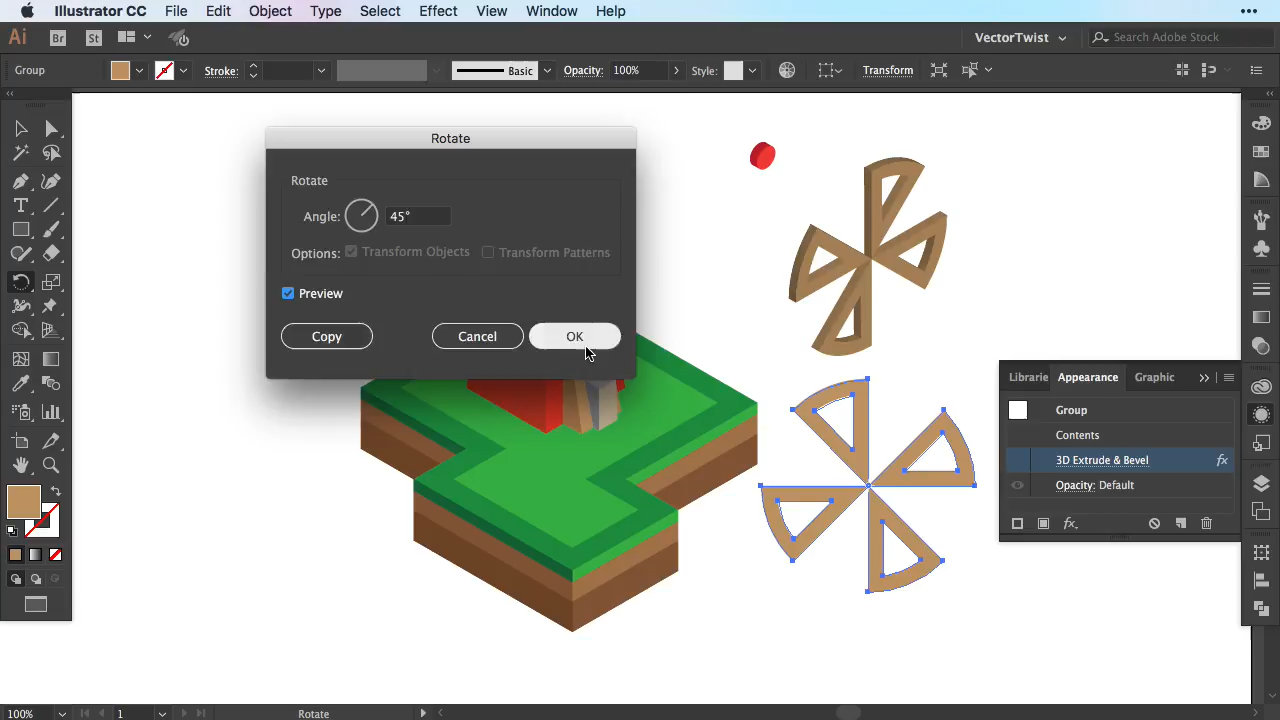 Illustrator CC File Edit Object Type Select Effect View Window Help
Ai Br St VectorTwist Search Adobe Stock
Group Stroke: Basic Opacity: 100% Style: Transform
Rotate
Rotate
Angle: 45°
Options: Transform Objects Transform Patterns
Preview
Copy Cancel OK
Librarie Appearance Graphic
Group
Contents
3D Extrude & Bevel fx
Opacity: Default
fx
100% 1 Rotate